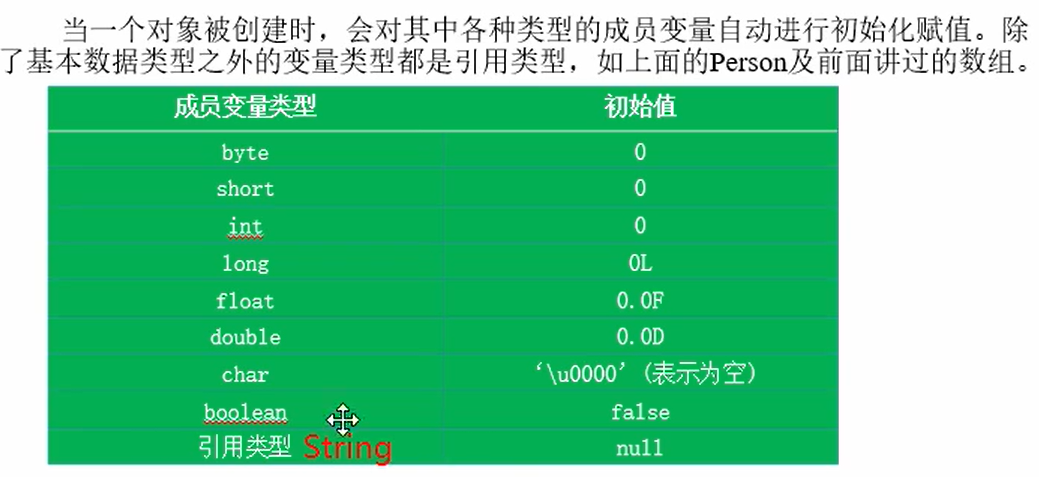 当一个对象被创建时，会对其中各种类型的成员变量自动进行初始化赋值。除
了基本数据类型之外的变量类型都是引用类型，如上面的Person及前面讲过的数组。
成员变量类型 初始值
byte 0
short 0
int 0
long 0L
float 0.0F
double 0.0D
char ‘\u0000’ (表示为空)
boolean false
引用类型 String null